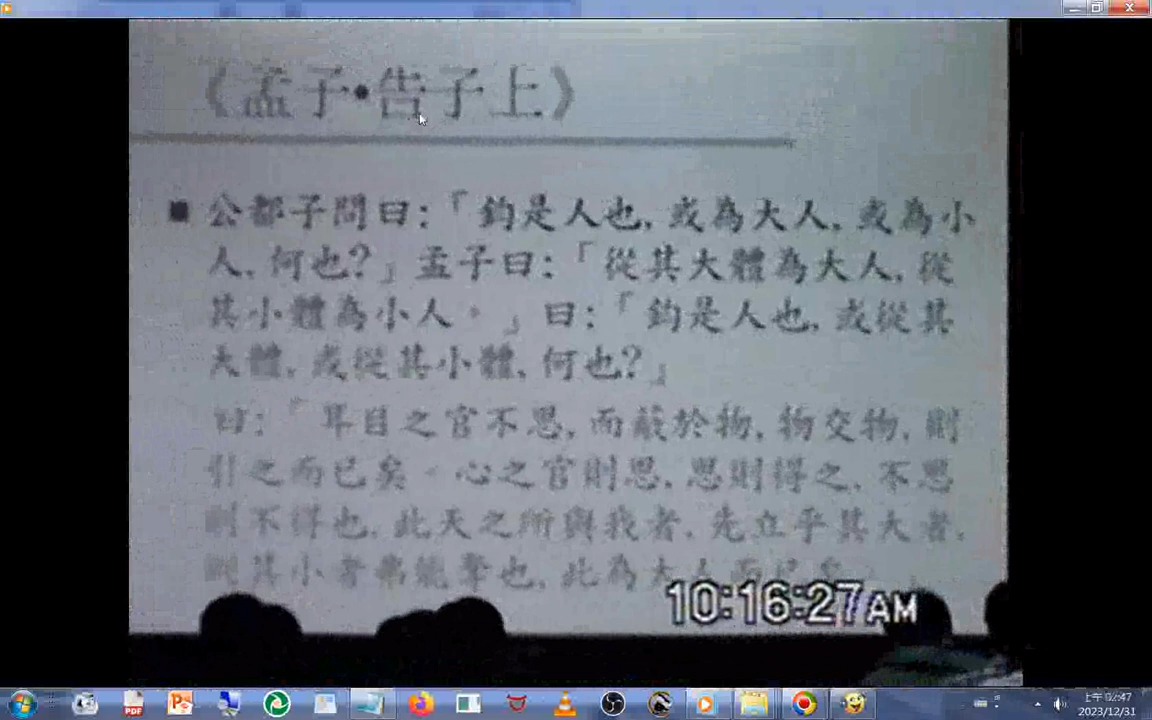 《孟子•告子上》
■ 公都子問曰:「鈞是人也,或為大人,或為小
人,何也?」孟子曰:「從其大體為大人,從
其小體為小人。」曰:「鈞是人也,或從其
大體,或從其小體,何也?」
曰:「耳目之官不思,而蔽於物,物交物,則
引之而已矣。心之官則思,思則得之,不思
則不得也,此天之所與我者,先立乎其大者,
則其小者弗能奪也,此為大人而已矣。」
10:16:27AM
PDF
上午 02:47
2023/12/31